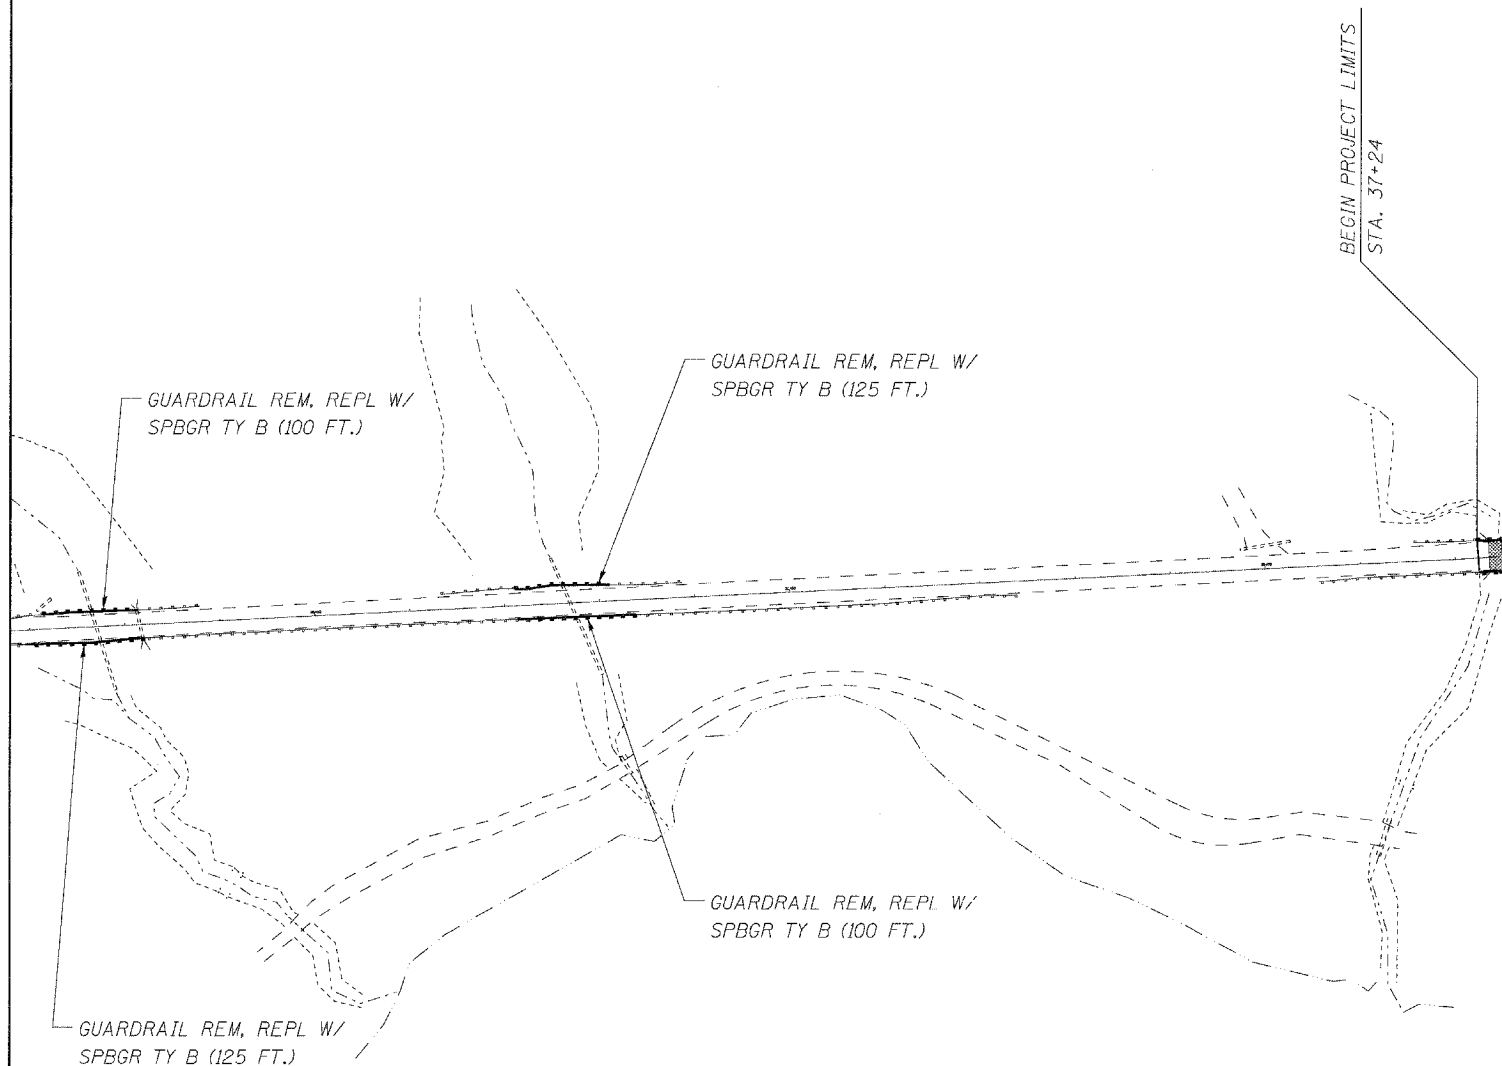 BEGIN PROJECT LIMITS
STA. 37+24
GUARDRAIL REM, REPL W/
SPBGR TY B (125 FT.)
GUARDRAIL REM, REPL W/
SPBGR TY B (100 FT.)
GUARDRAIL REM, REPL W/
SPBGR TY B (100 FT.)
GUARDRAIL REM, REPL W/
SPBGR TY B (125 FT.)